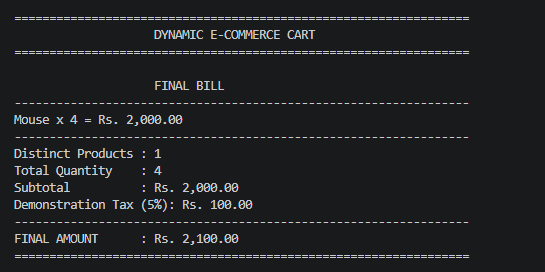 =================================================================
DYNAMIC E-COMMERCE CART
=================================================================
FINAL BILL
-----------------------------------------------------------------
Mouse x 4 = Rs. 2,000.00
-----------------------------------------------------------------
Distinct Products : 1
Total Quantity    : 4
Subtotal          : Rs. 2,000.00
Demonstration Tax (5%): Rs. 100.00
-----------------------------------------------------------------
FINAL AMOUNT      : Rs. 2,100.00
=================================================================